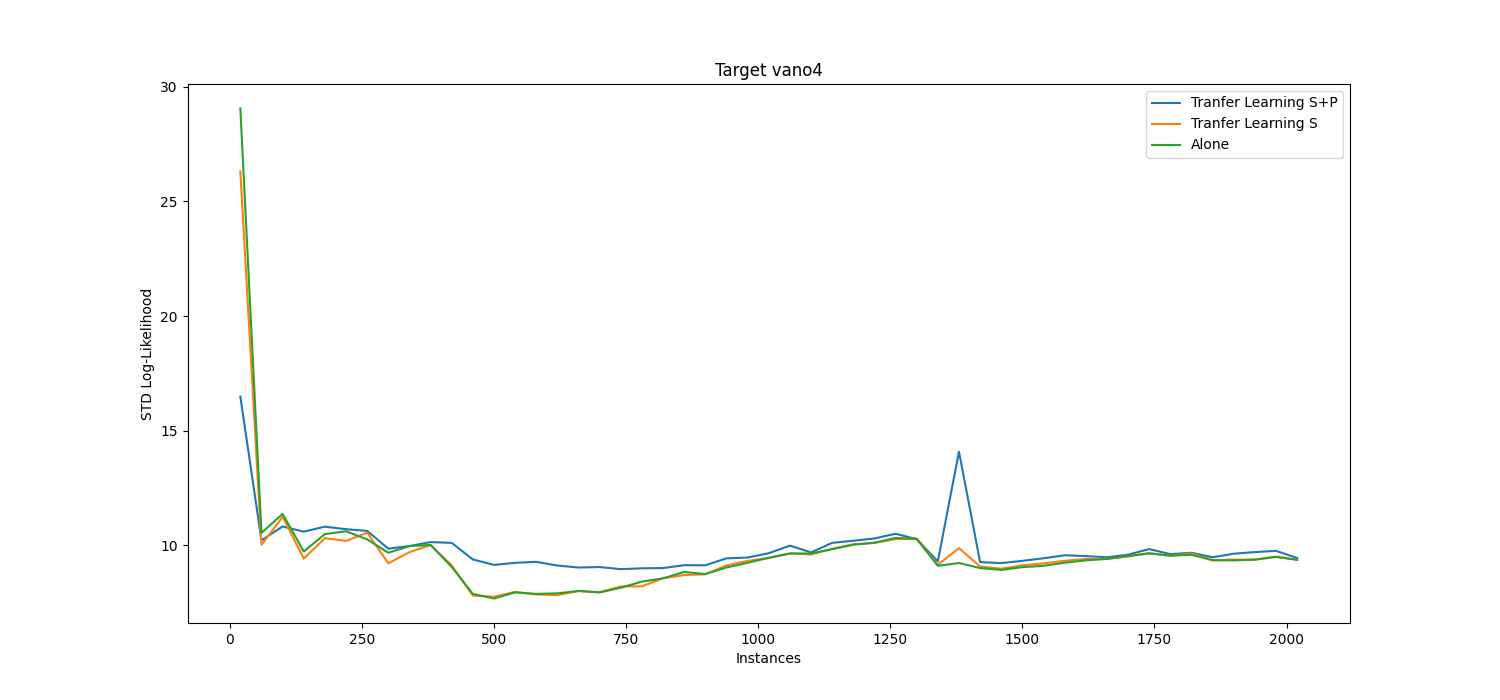 Target vano4
30
25
20
15
10
STD Log-Likelihood
Tranfer Learning S+P
Tranfer Learning S
Alone
0 250 500 750 1000 1250 1500 1750 2000
Instances